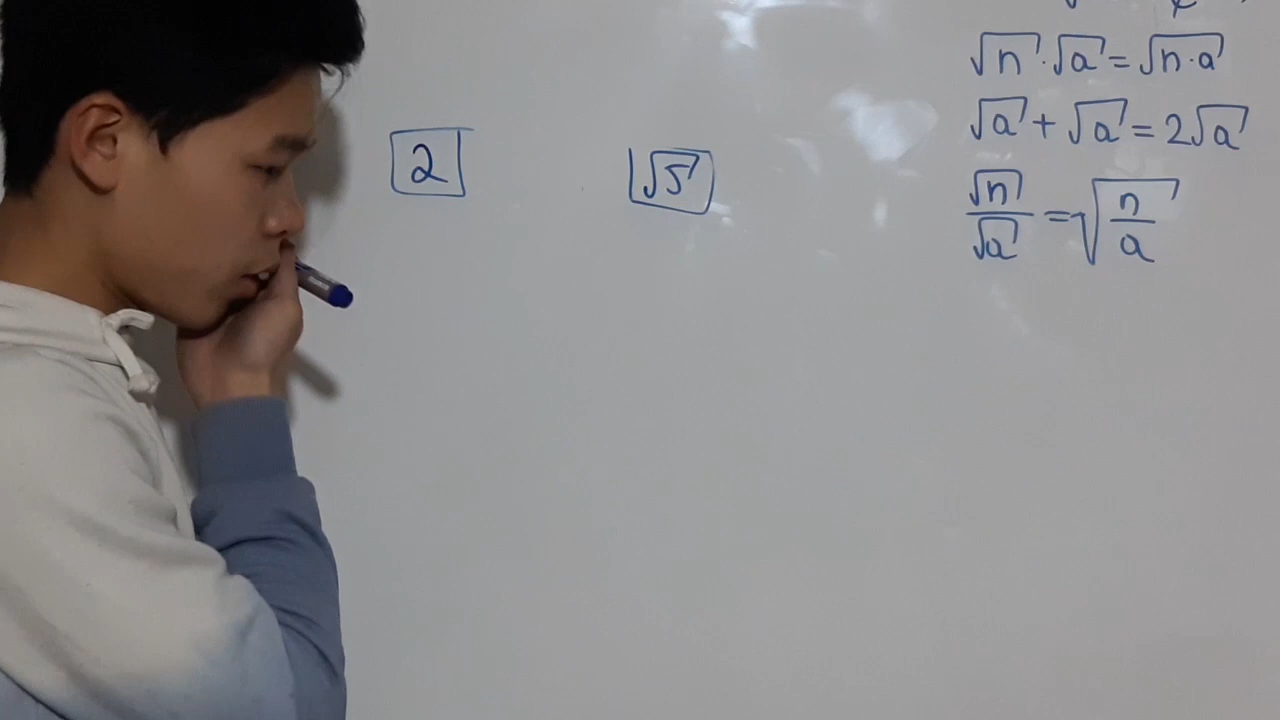 2
√5
√n · √a = √n·a
√a + √a = 2√a
√n/√a = √(n/a)